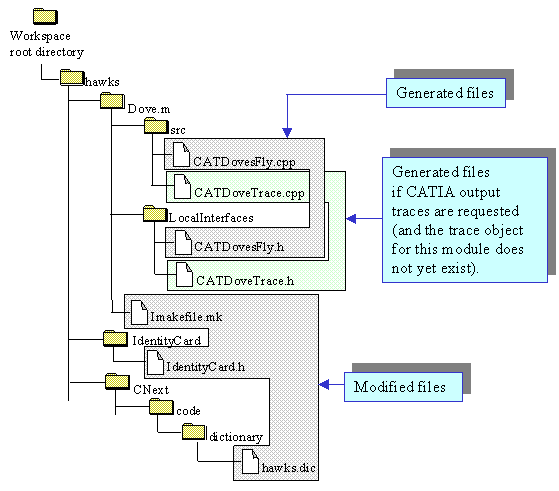 Workspace
root directory
hawks
Dove.m
src
CATDovesFly.cpp
CATDoveTrace.cpp
LocalInterfaces
CATDovesFly.h
CATDoveTrace.h
Imakefile.mk
IdentityCard
IdentityCard.h
CNext
code
dictionary
hawks.dic
Generated files
Generated files
if CATIA output
traces are requested
(and the trace object
for this module does
not yet exist).
Modified files